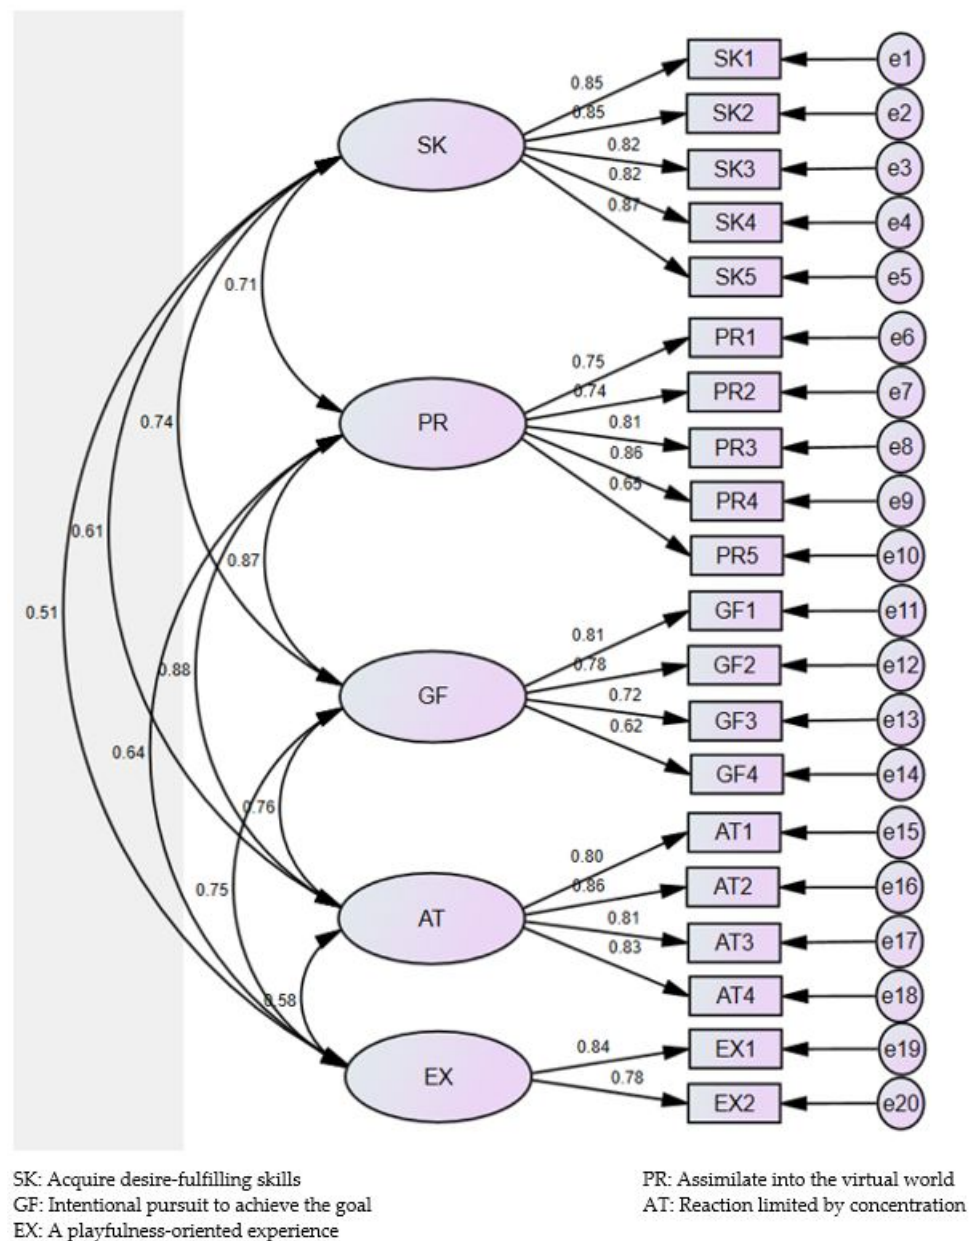 SK1 e1
0.85
SK2 e2
0.85
SK
0.82
SK3 e3
0.82
0.87
SK4 e4
SK5 e5
0.71
PR1 e6
0.75
0.74
PR2 e7
0.74
PR
0.81
PR3 e8
0.86
0.65
PR4 e9
0.61
PR5 e10
0.87
0.51
GF1 e11
0.81
0.78
GF2 e12
0.88
GF
0.72
GF3 e13
0.62
0.64
GF4 e14
0.76
AT1 e15
0.80
0.75
0.86
AT2 e16
AT
0.81
AT3 e17
0.83
0.58
AT4 e18
0.84
EX1 e19
EX
0.78
EX2 e20
SK: Acquire desire-fulfilling skills PR: Assimilate into the virtual world
GF: Intentional pursuit to achieve the goal AT: Reaction limited by concentration
EX: A playfulness-oriented experience